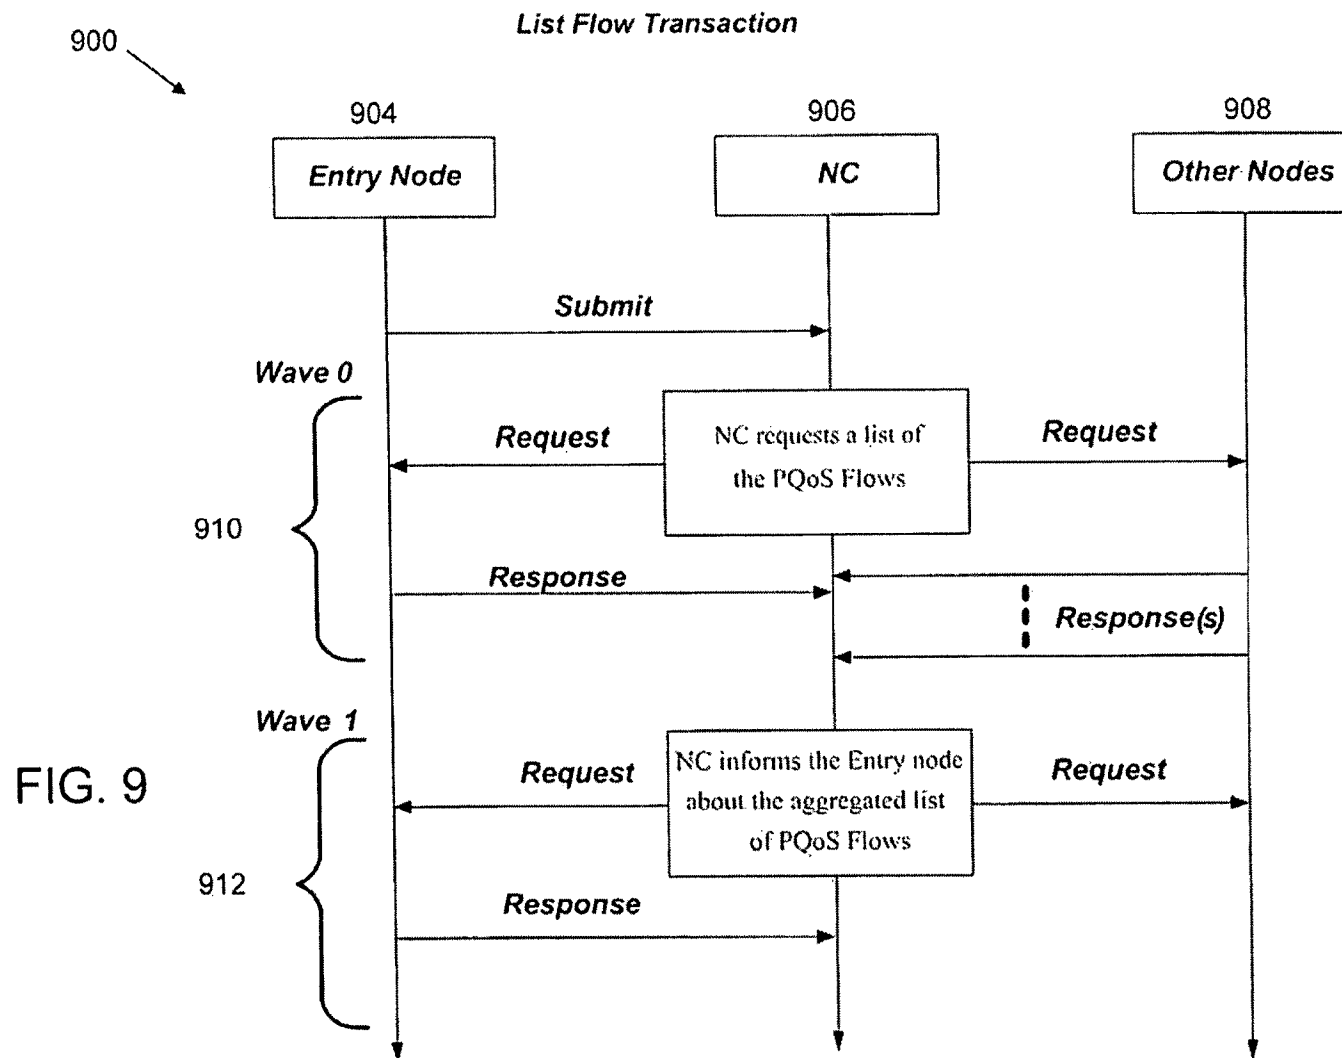 List Flow Transaction
900
904
906
908
Entry Node
NC
Other Nodes
Submit
Wave 0
Request
NC requests a list of
the PQoS Flows
Request
910
Response
Response(s)
Wave 1
FIG. 9
Request
NC informs the Entry node
about the aggregated list
of PQoS Flows
Request
912
Response